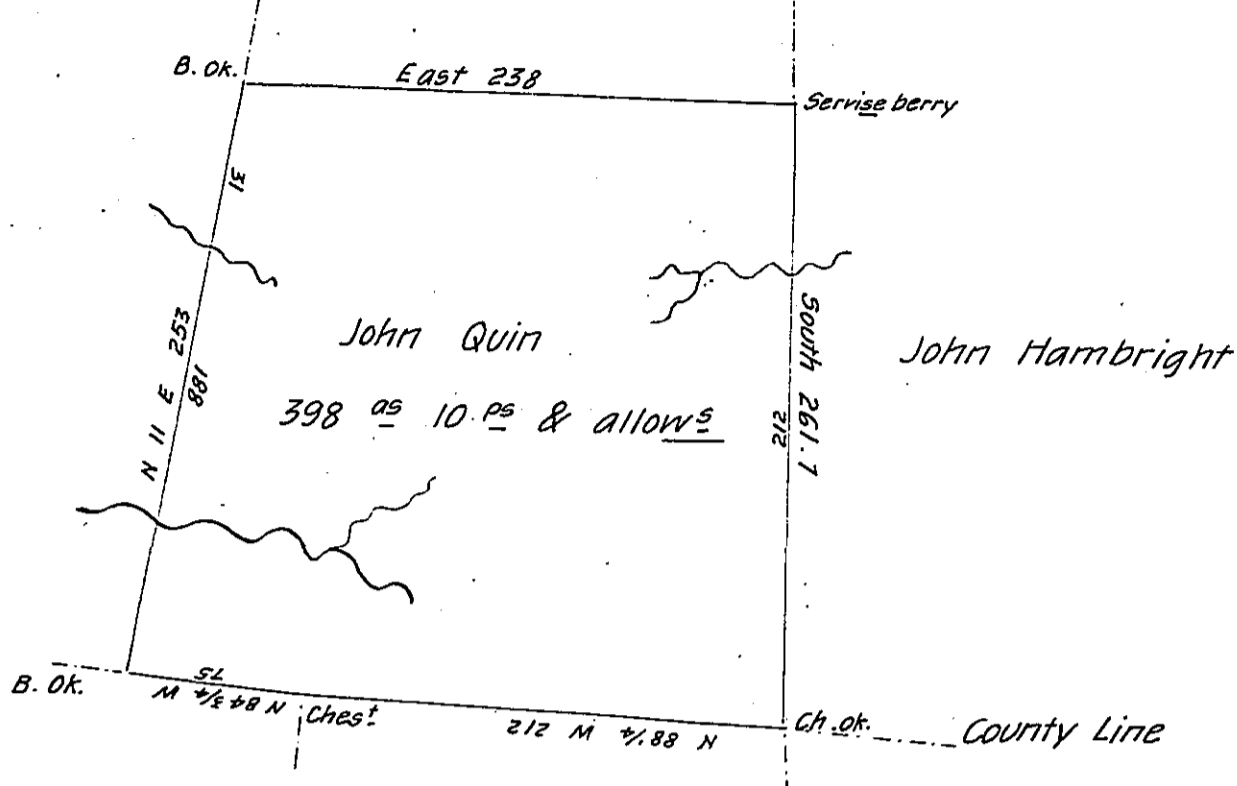 B. Ok.
East 238
Servise berry
31
N 11 E 253
188
John Quin
398 as 10 ps & allows
South 261.7
212
John Hambright
B. Ok.
N 84 3/4 W
75
Chest
N 88 1/4 W 212
Ch. ok.
County Line